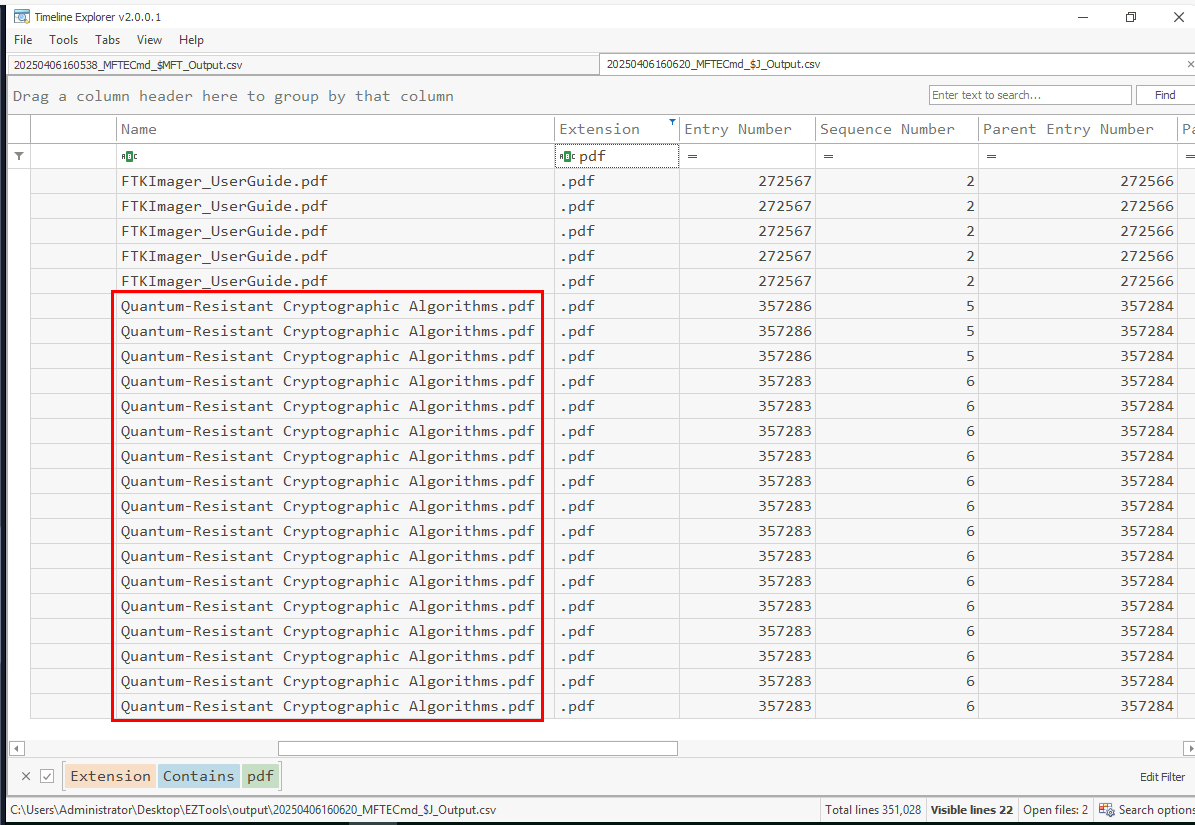 Timeline Explorer v2.0.0.1
File Tools Tabs View Help
20250406160538_MFTECmd_$MFT_Output.csv 20250406160620_MFTECmd_$J_Output.csv
Drag a column header here to group by that column Enter text to search... Find
Name Extension Entry Number Sequence Number Parent Entry Number Pa
pdf = = = =
FTKImager_UserGuide.pdf .pdf 272567 2 272566
FTKImager_UserGuide.pdf .pdf 272567 2 272566
FTKImager_UserGuide.pdf .pdf 272567 2 272566
FTKImager_UserGuide.pdf .pdf 272567 2 272566
FTKImager_UserGuide.pdf .pdf 272567 2 272566
Quantum-Resistant Cryptographic Algorithms.pdf .pdf 357286 5 357284
Quantum-Resistant Cryptographic Algorithms.pdf .pdf 357286 5 357284
Quantum-Resistant Cryptographic Algorithms.pdf .pdf 357286 5 357284
Quantum-Resistant Cryptographic Algorithms.pdf .pdf 357283 6 357284
Quantum-Resistant Cryptographic Algorithms.pdf .pdf 357283 6 357284
Quantum-Resistant Cryptographic Algorithms.pdf .pdf 357283 6 357284
Quantum-Resistant Cryptographic Algorithms.pdf .pdf 357283 6 357284
Quantum-Resistant Cryptographic Algorithms.pdf .pdf 357283 6 357284
Quantum-Resistant Cryptographic Algorithms.pdf .pdf 357283 6 357284
Quantum-Resistant Cryptographic Algorithms.pdf .pdf 357283 6 357284
Quantum-Resistant Cryptographic Algorithms.pdf .pdf 357283 6 357284
Quantum-Resistant Cryptographic Algorithms.pdf .pdf 357283 6 357284
Quantum-Resistant Cryptographic Algorithms.pdf .pdf 357283 6 357284
Quantum-Resistant Cryptographic Algorithms.pdf .pdf 357283 6 357284
Quantum-Resistant Cryptographic Algorithms.pdf .pdf 357283 6 357284
Quantum-Resistant Cryptographic Algorithms.pdf .pdf 357283 6 357284
Quantum-Resistant Cryptographic Algorithms.pdf .pdf 357283 6 357284
Extension Contains pdf Edit Filter
C:\Users\Administrator\Desktop\EZTools\output\20250406160620_MFTECmd_$J_Output.csv Total lines 351,028 Visible lines 22 Open files: 2 Search options